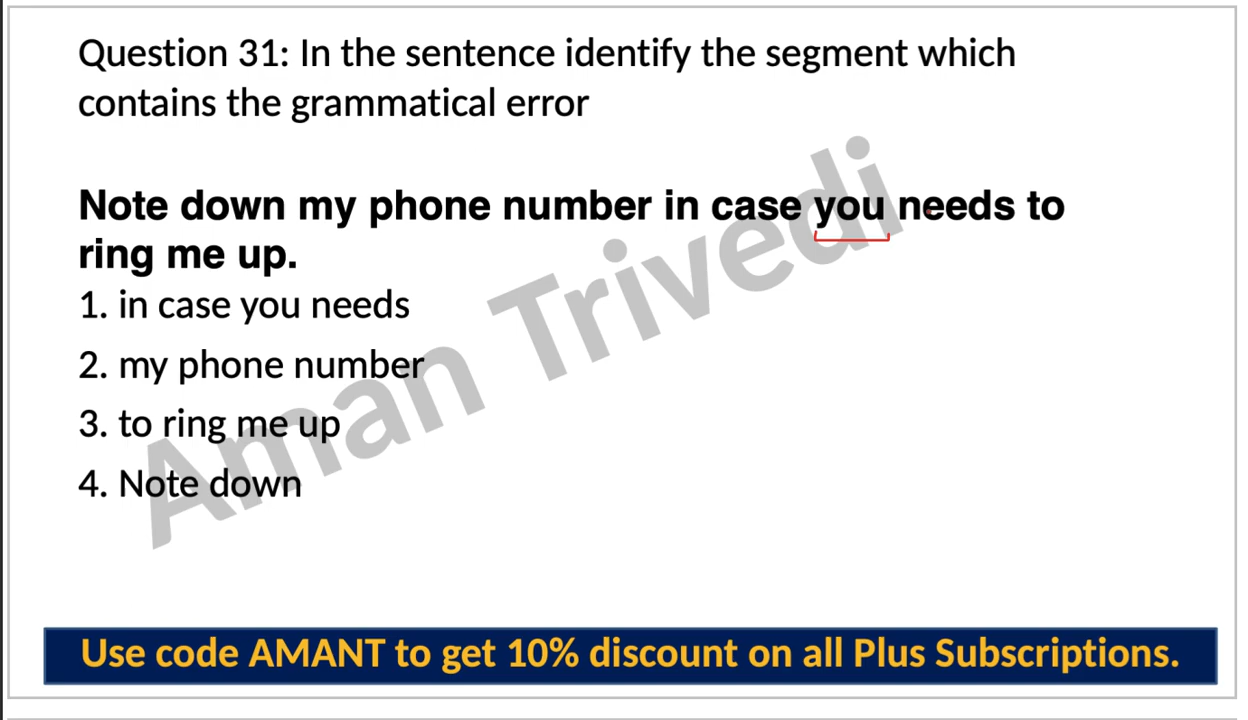 Question 31: In the sentence identify the segment which
contains the grammatical error
Note down my phone number in case you needs to
ring me up.
1. in case you needs
2. my phone number
3. to ring me up
4. Note down
Aman Trivedi
Use code AMANT to get 10% discount on all Plus Subscriptions.